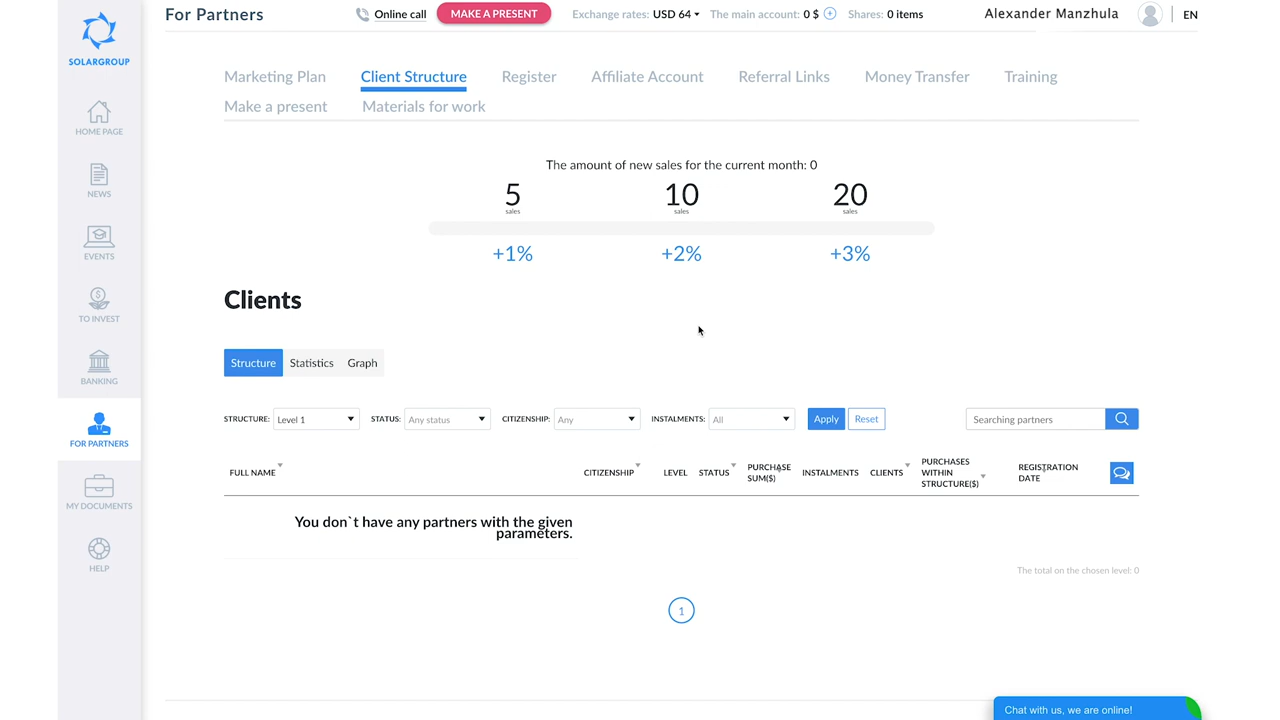 For Partners
Online call
MAKE A PRESENT
Exchange rates: USD 64
The main account: 0 $
Shares: 0 items
Alexander Manzhula
EN
SOLARGROUP
HOME PAGE
NEWS
EVENTS
TO INVEST
BANKING
FOR PARTNERS
MY DOCUMENTS
HELP
Marketing Plan Client Structure Register Affiliate Account Referral Links Money Transfer Training
Make a present Materials for work
The amount of new sales for the current month: 0
5 10 20
sales sales sales
+1% +2% +3%
Clients
Structure Statistics Graph
STRUCTURE: Level 1 STATUS: Any status CITIZENSHIP: Any INSTALMENTS: All Apply Reset Searching partners
FULL NAME CITIZENSHIP LEVEL STATUS PURCHASE SUM($) INSTALMENTS CLIENTS PURCHASES WITHIN STRUCTURE($) REGISTRATION DATE
You don`t have any partners with the given
parameters.
The total on the chosen level: 0
1
Chat with us, we are online!